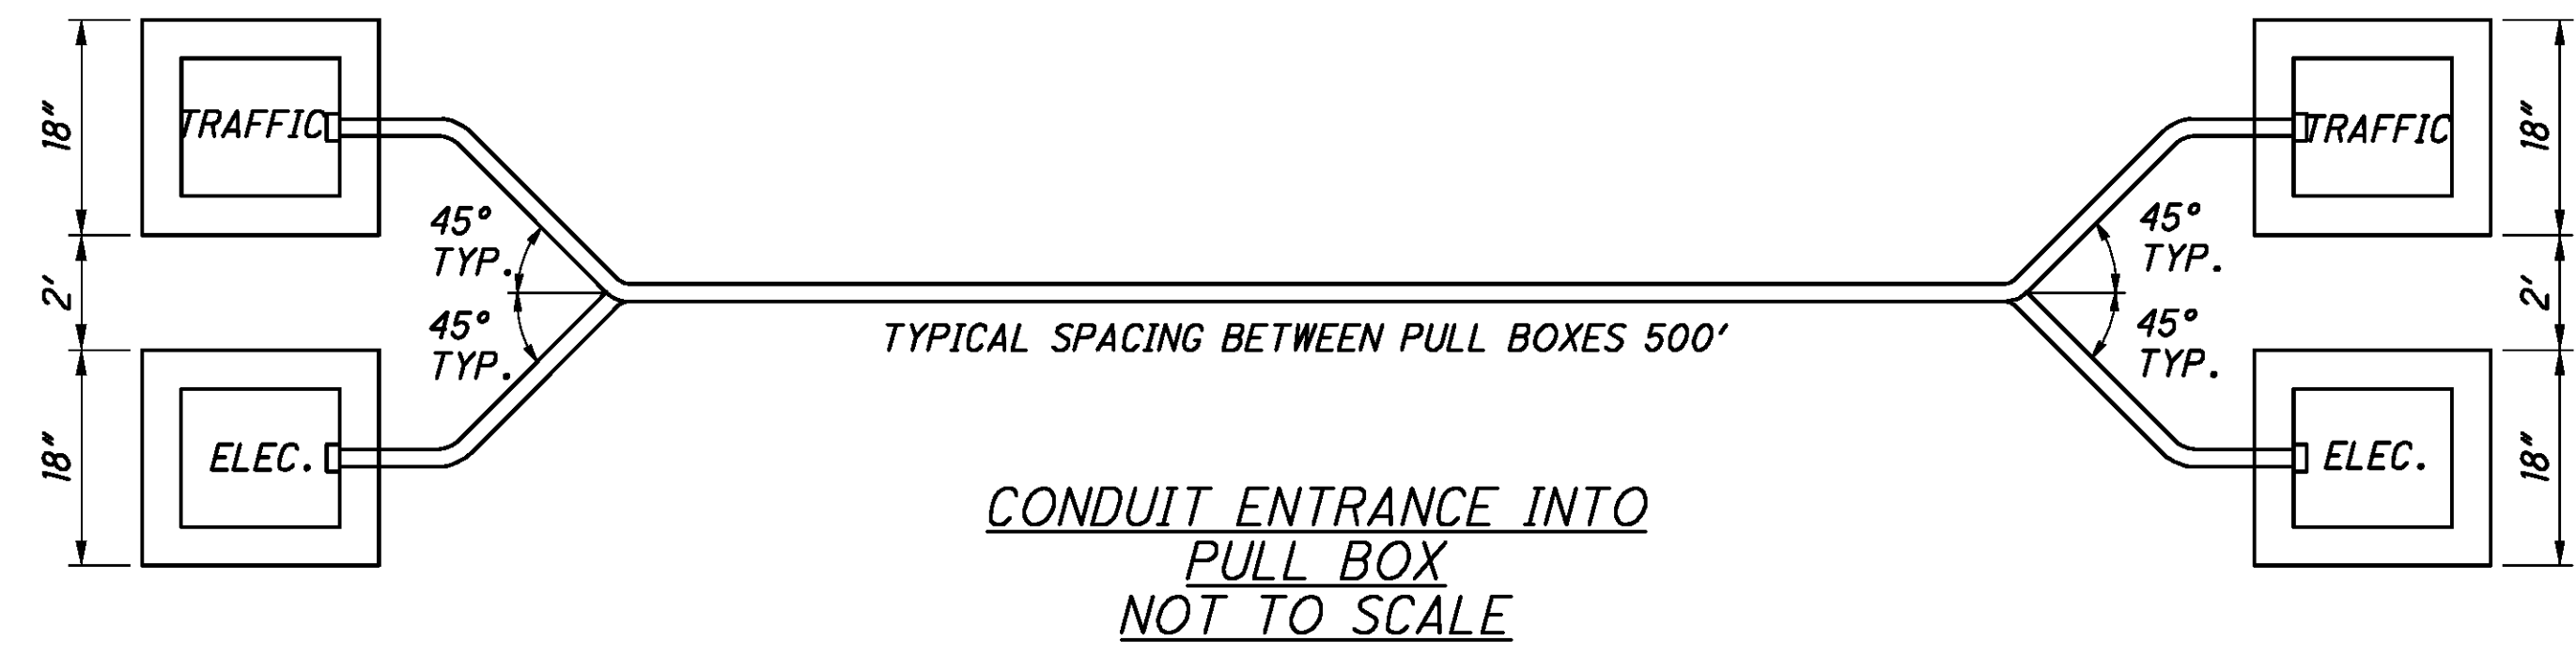 18"
TRAFFIC
45°
TYP.
2'
45°
TYP.
18"
ELEC.
TYPICAL SPACING BETWEEN PULL BOXES 500'
TRAFFIC
18"
45°
TYP.
2'
45°
TYP.
ELEC.
18"
CONDUIT ENTRANCE INTO
PULL BOX
NOT TO SCALE